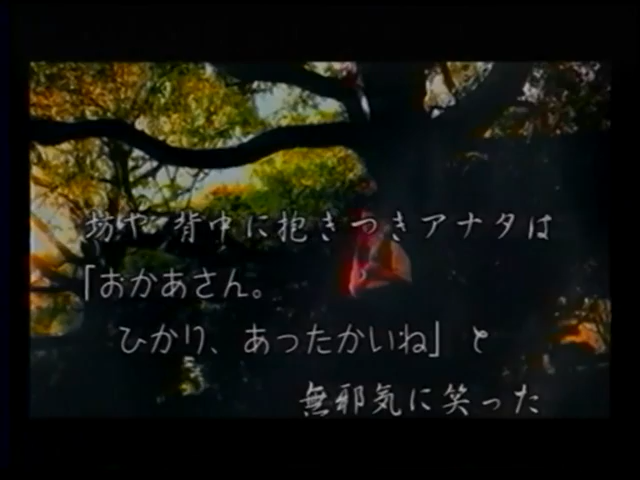 坊や 背中に抱きつきアナタは
「おかあさん。
ひかり、あったかいね」と
無邪気に笑った